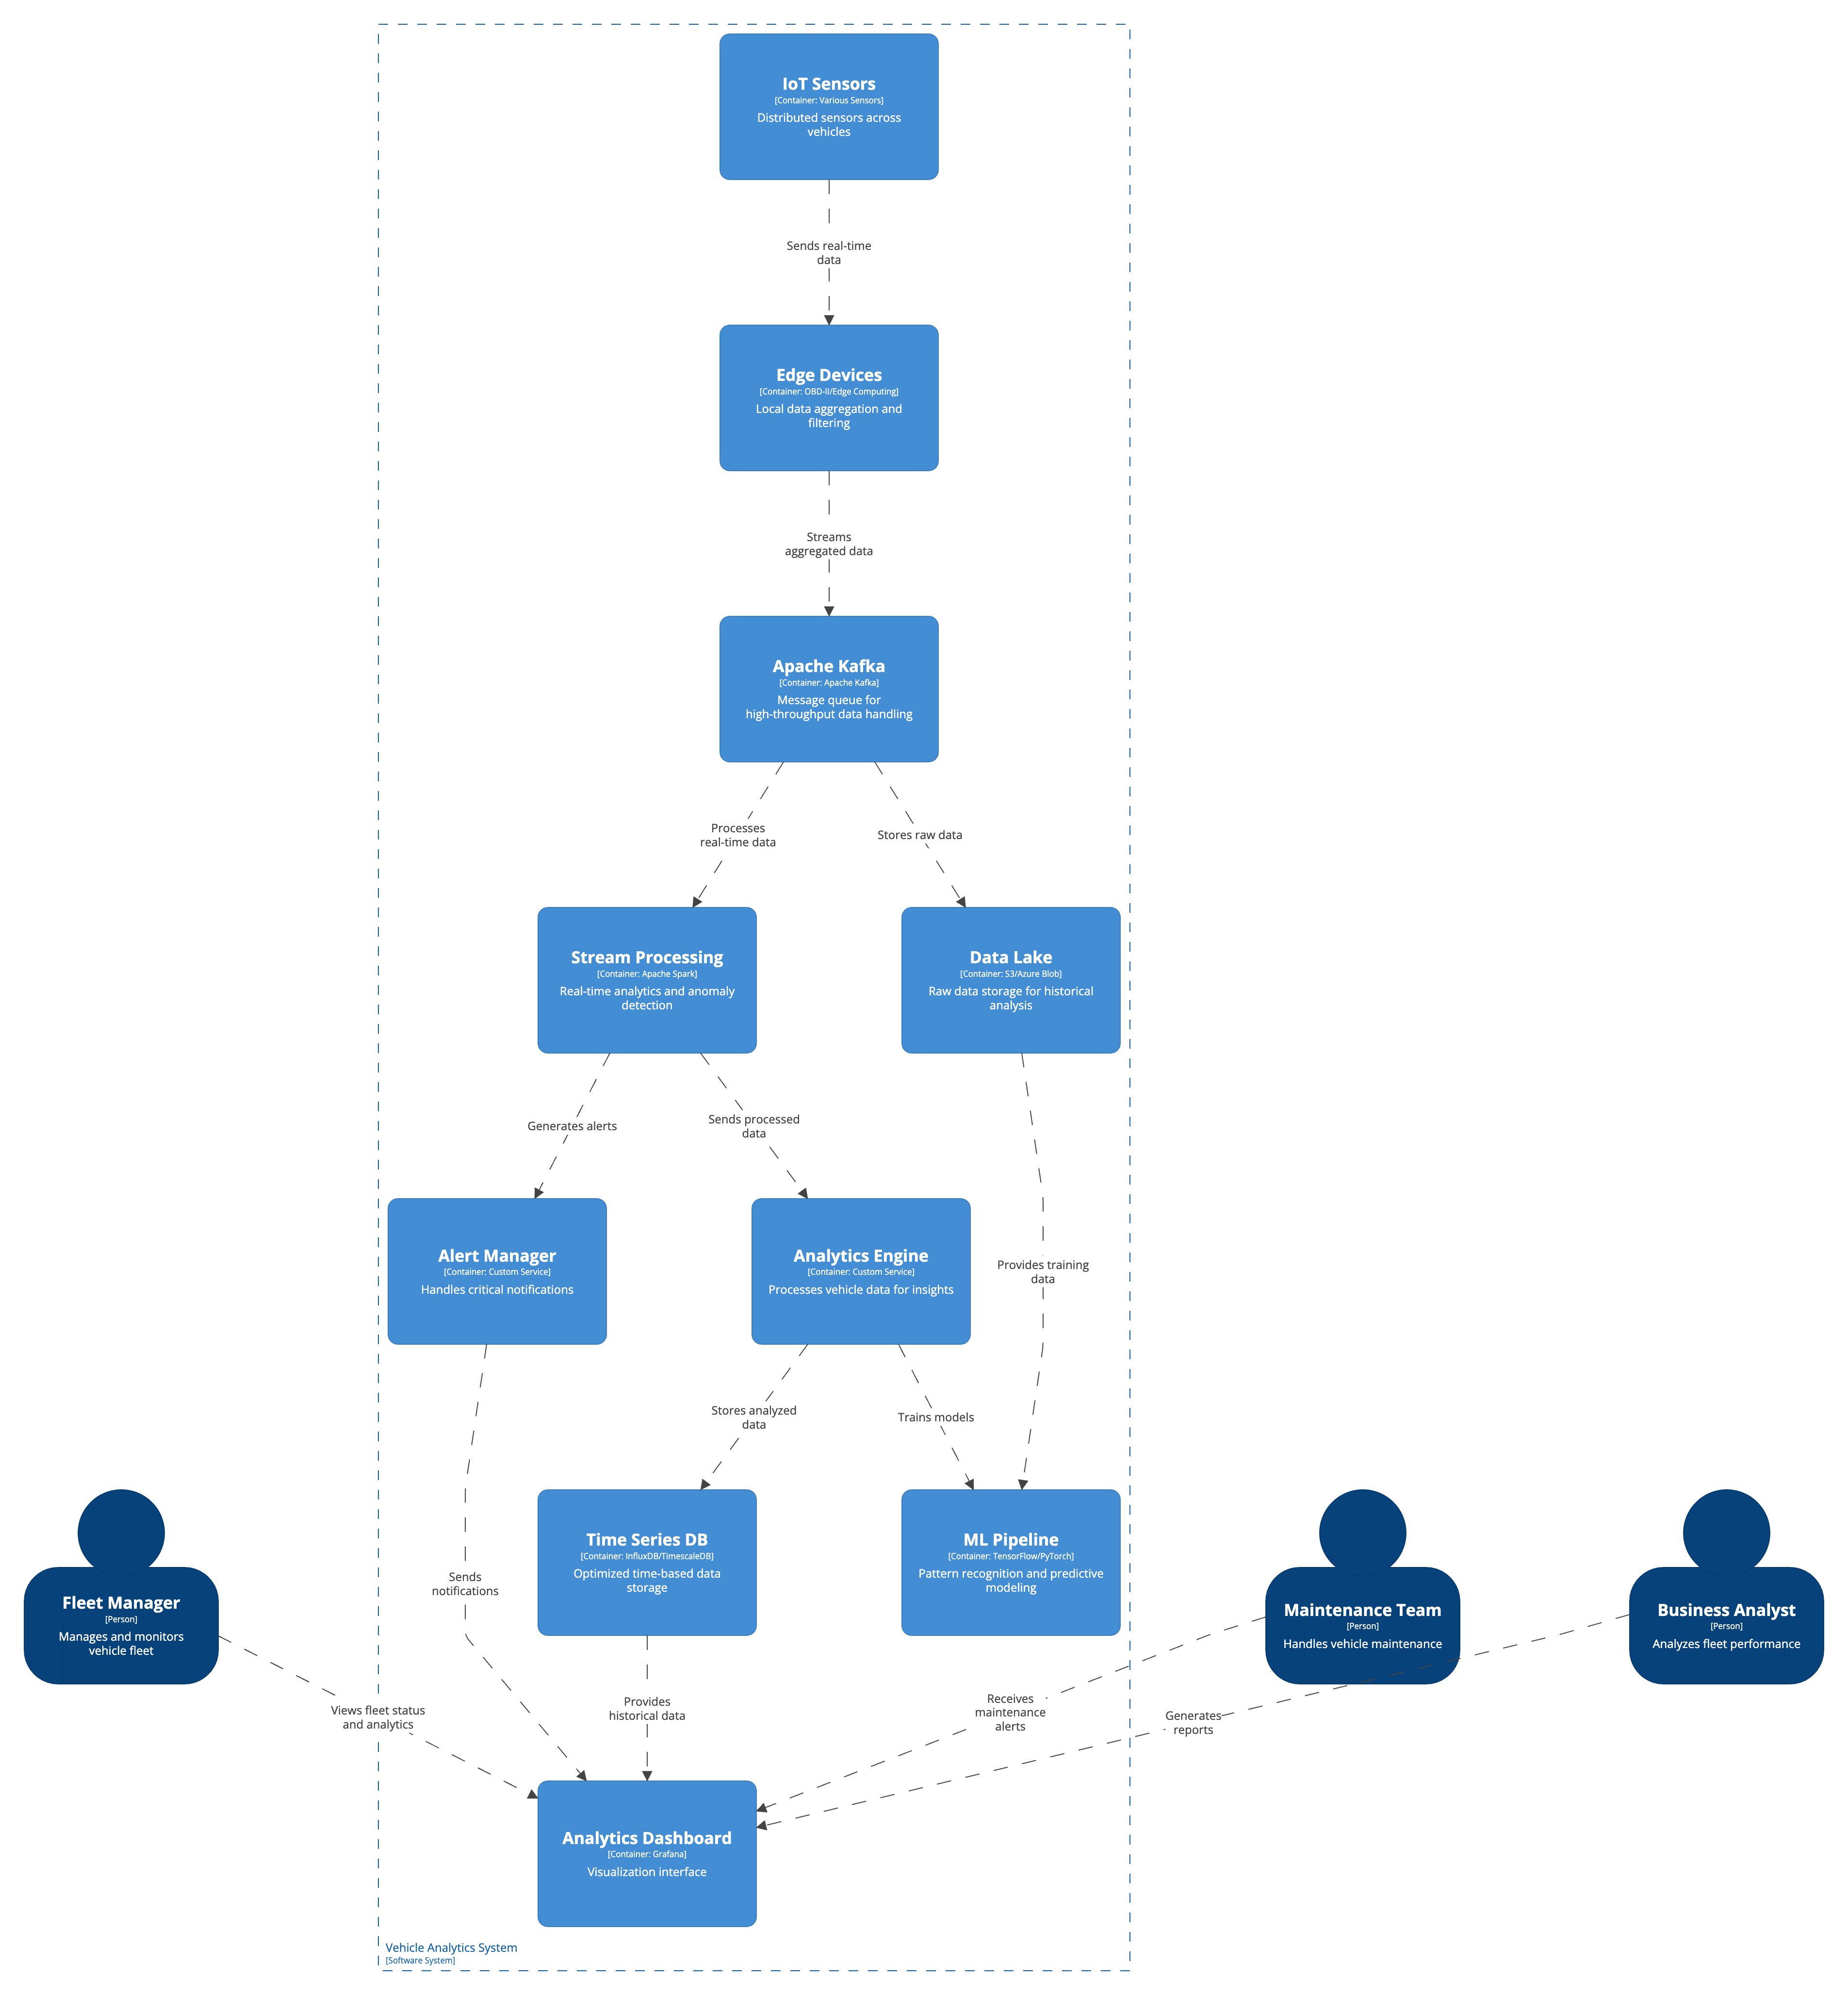 IoT Sensors
[Container: Various Sensors]
Distributed sensors across
vehicles
Sends real-time
data
Edge Devices
[Container: OBD-II/Edge Computing]
Local data aggregation and
filtering
Streams
aggregated data
Apache Kafka
[Container: Apache Kafka]
Message queue for
high-throughput data handling
Processes
real-time data
Stores raw data
Stream Processing
[Container: Apache Spark]
Real-time analytics and anomaly
detection
Data Lake
[Container: S3/Azure Blob]
Raw data storage for historical
analysis
Generates alerts
Sends processed
data
Alert Manager
[Container: Custom Service]
Handles critical notifications
Analytics Engine
[Container: Custom Service]
Processes vehicle data for insights
Provides training
data
Stores analyzed
data
Trains models
Time Series DB
[Container: InfluxDB/TimescaleDB]
Optimized time-based data
storage
ML Pipeline
[Container: TensorFlow/PyTorch]
Pattern recognition and predictive
modeling
Sends
notifications
Fleet Manager
[Person]
Manages and monitors
vehicle fleet
Maintenance Team
[Person]
Handles vehicle maintenance
Business Analyst
[Person]
Analyzes fleet performance
Views fleet status
and analytics
Provides
historical data
Receives
maintenance
alerts
Generates
reports
Analytics Dashboard
[Container: Grafana]
Visualization interface
Vehicle Analytics System
[Software System]